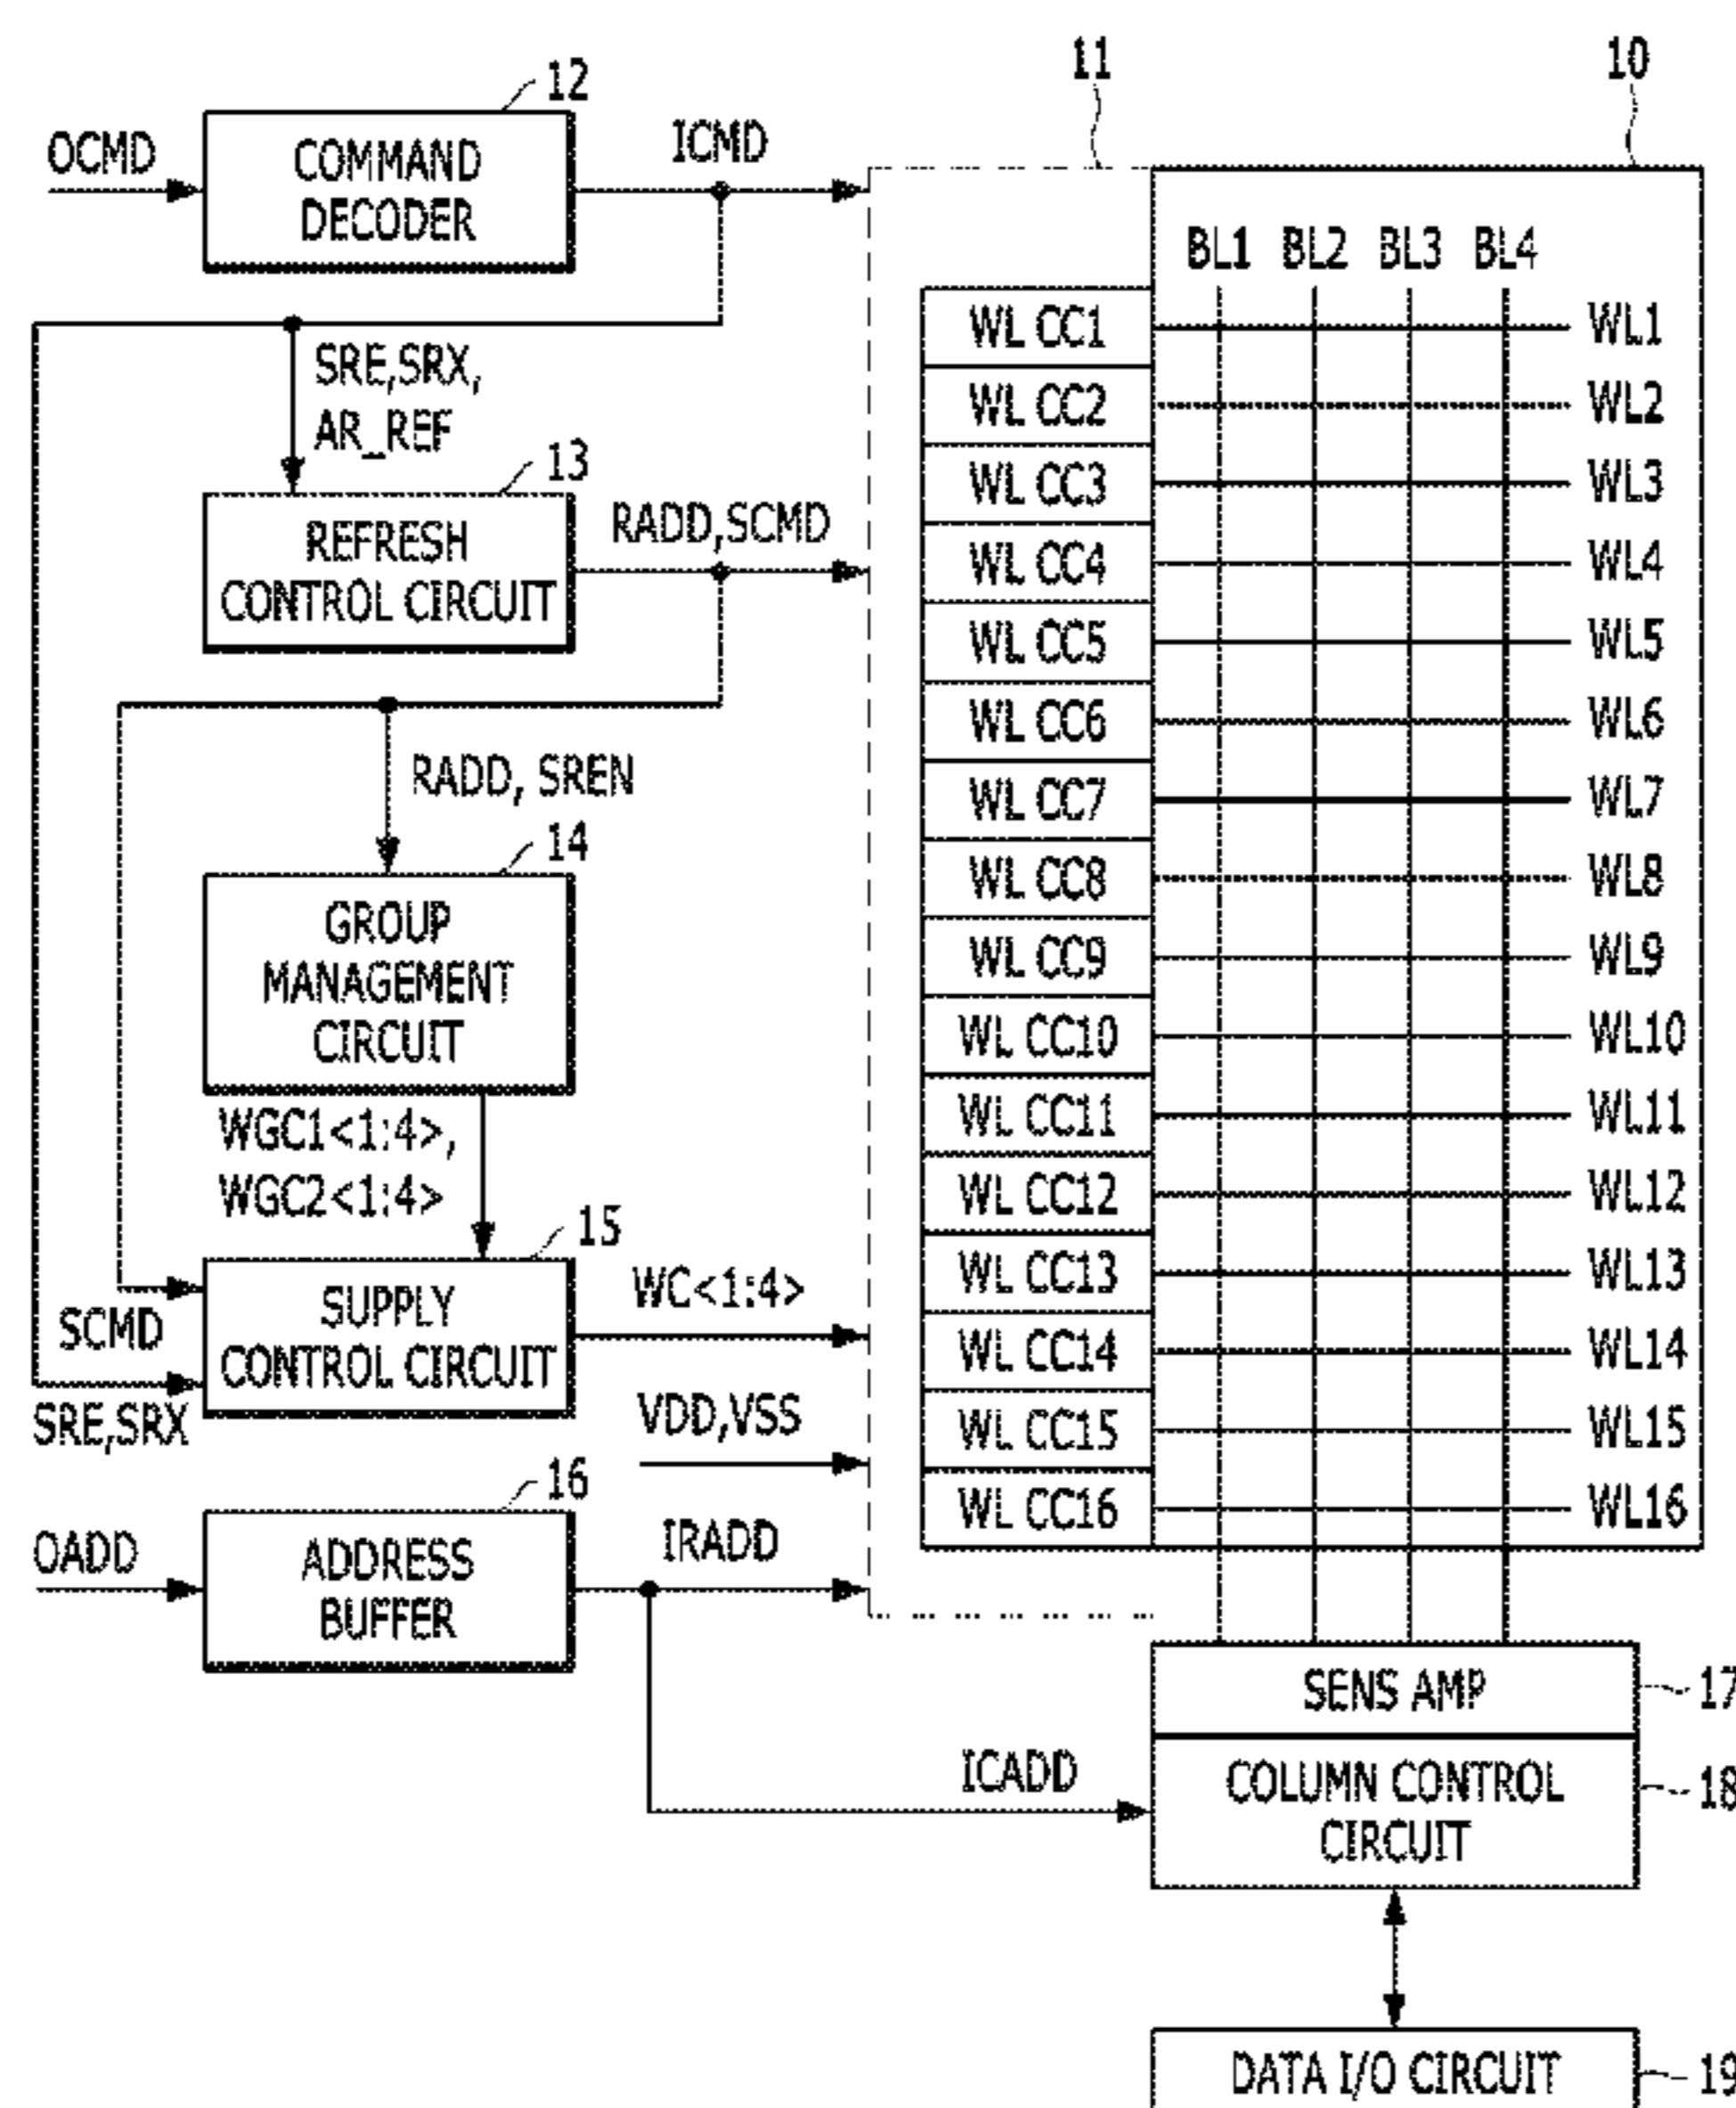 11
10
12
OCMD
COMMAND
DECODER
ICMD
BL1 BL2 BL3 BL4
WL CC1
WL1
WL CC2
WL2
SRE,SRX,
AR_REF
WL CC3
WL3
13
REFRESH
CONTROL CIRCUIT
RADD,SCMD
WL CC4
WL4
WL CC5
WL5
WL CC6
WL6
RADD, SREN
WL CC7
WL7
14
GROUP
MANAGEMENT
CIRCUIT
WL CC8
WL8
WL CC9
WL9
WL CC10
WL10
WGC1<1:4>,
WGC2<1:4>
WL CC11
WL11
WL CC12
WL12
15
SCMD
SUPPLY
CONTROL CIRCUIT
WC<1:4>
WL CC13
WL13
WL CC14
WL14
SRE,SRX
VDD,VSS
WL CC15
WL15
16
WL CC16
WL16
OADD
ADDRESS
BUFFER
IRADD
SENS AMP
17
ICADD
COLUMN CONTROL
CIRCUIT
18
DATA I/O CIRCUIT
19